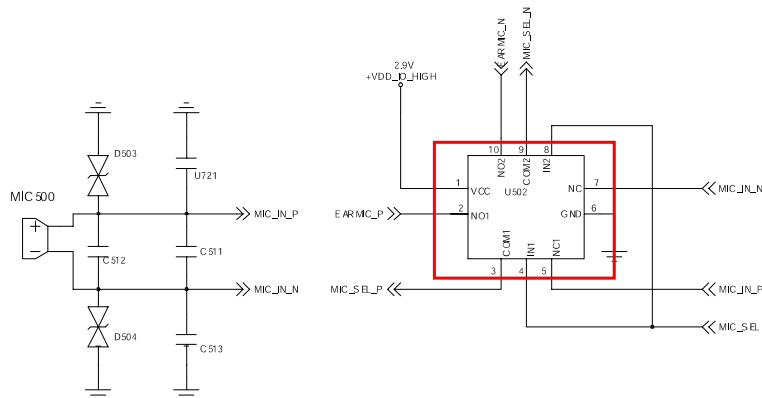 EARMIC_N
MIC_SEL_N
2.9V
+VDD_IO_HIGH
D503
U721
MIC500
+
-
MIC_IN_P
C512
C511
MIC_IN_N
D504
C513
10
9
8
NO2
COM2
IN2
1
VCC
U502
NC
7
MIC_IN_N
EARMIC_P
2
NO1
GND
6
COM1
IN1
NC1
3
4
5
MIC_SEL_P
MIC_IN_P
MIC_SEL